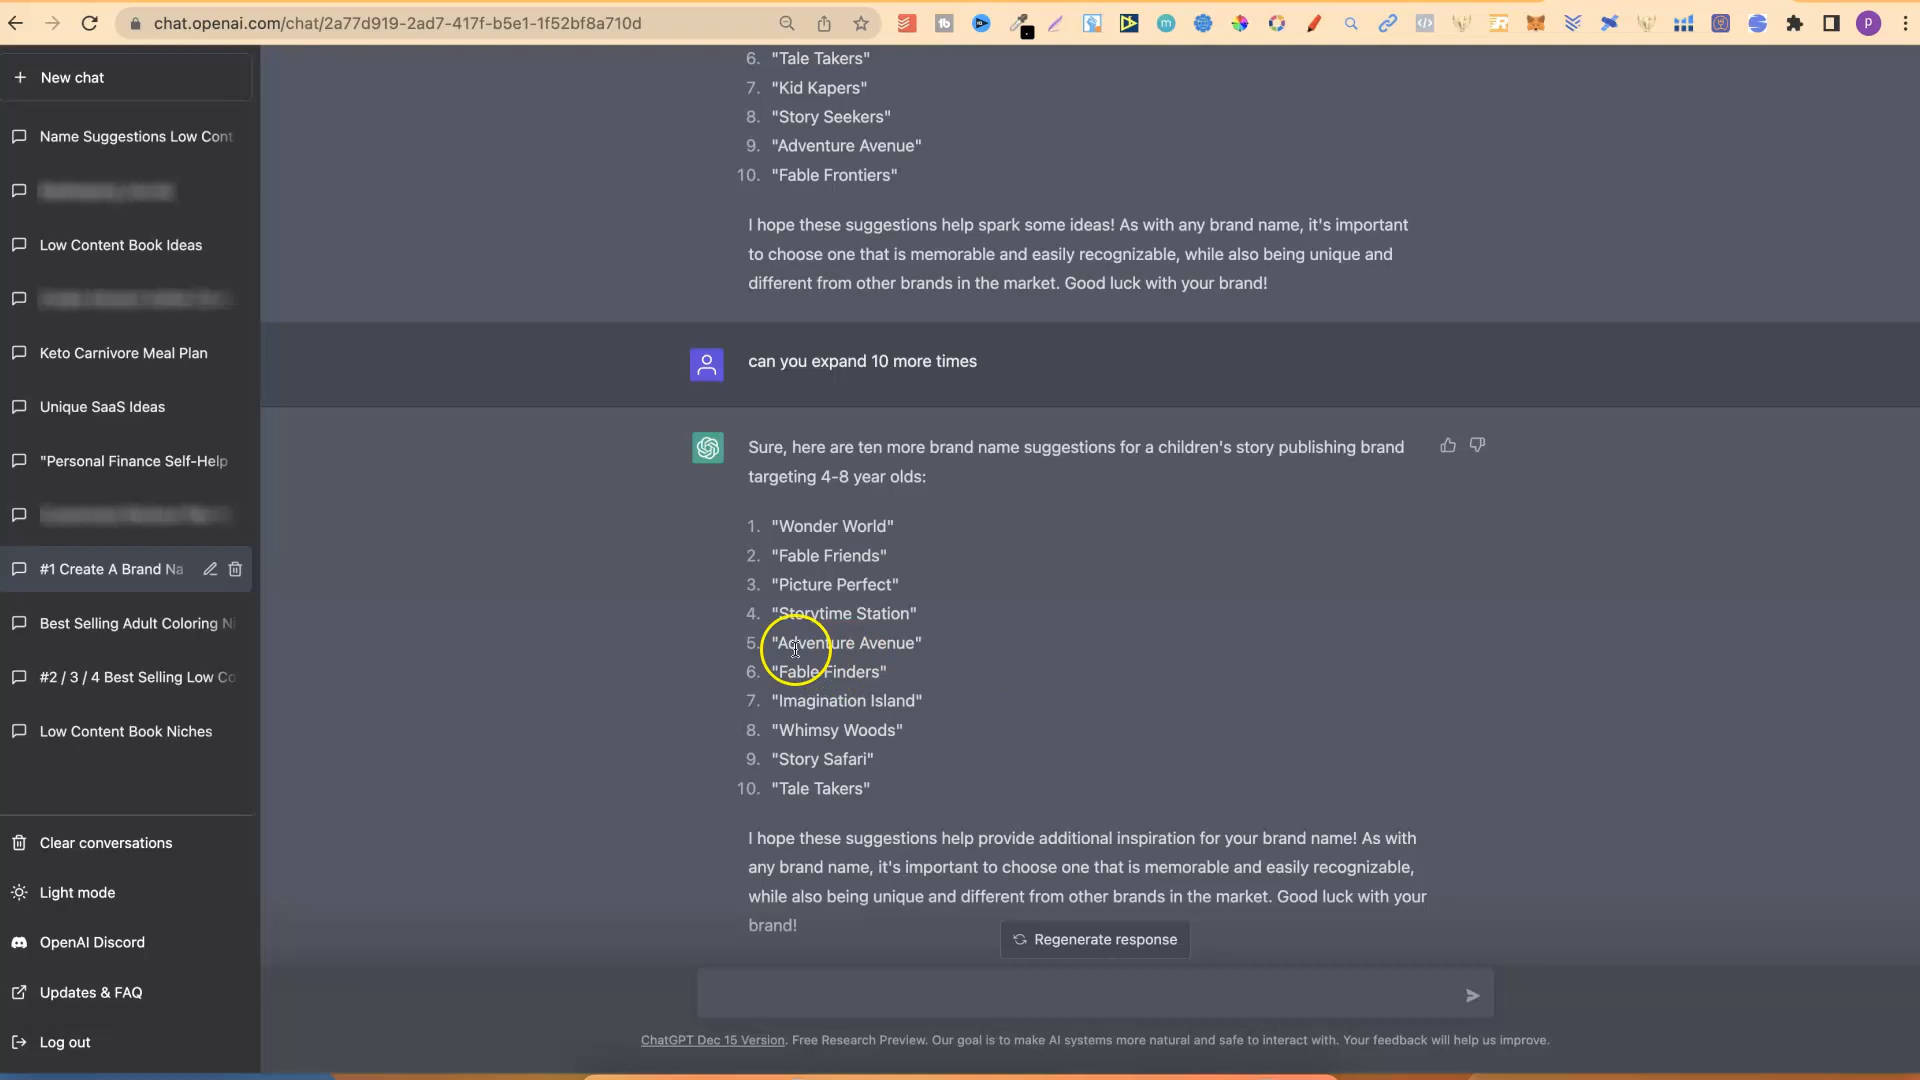 chat.openai.com/chat/2a77d919-2ad7-417f-b5e1-1f52bf8a710d
New chat
Name Suggestions Low Cont
Low Content Book Ideas
Keto Carnivore Meal Plan
Unique SaaS Ideas
"Personal Finance Self-Help
#1 Create A Brand Na
Best Selling Adult Coloring Ni
#2 / 3 / 4 Best Selling Low Co
Low Content Book Niches
Clear conversations
Light mode
OpenAI Discord
Updates & FAQ
Log out
6. "Tale Takers"
7. "Kid Kapers"
8. "Story Seekers"
9. "Adventure Avenue"
10. "Fable Frontiers"
I hope these suggestions help spark some ideas! As with any brand name, it's important
to choose one that is memorable and easily recognizable, while also being unique and
different from other brands in the market. Good luck with your brand!
can you expand 10 more times
Sure, here are ten more brand name suggestions for a children's story publishing brand
targeting 4-8 year olds:
1. "Wonder World"
2. "Fable Friends"
3. "Picture Perfect"
4. "Storytime Station"
5. "Adventure Avenue"
6. "Fable Finders"
7. "Imagination Island"
8. "Whimsy Woods"
9. "Story Safari"
10. "Tale Takers"
I hope these suggestions help provide additional inspiration for your brand name! As with
any brand name, it's important to choose one that is memorable and easily recognizable,
while also being unique and different from other brands in the market. Good luck with your
brand!
Regenerate response
ChatGPT Dec 15 Version. Free Research Preview. Our goal is to make AI systems more natural and safe to interact with. Your feedback will help us improve.